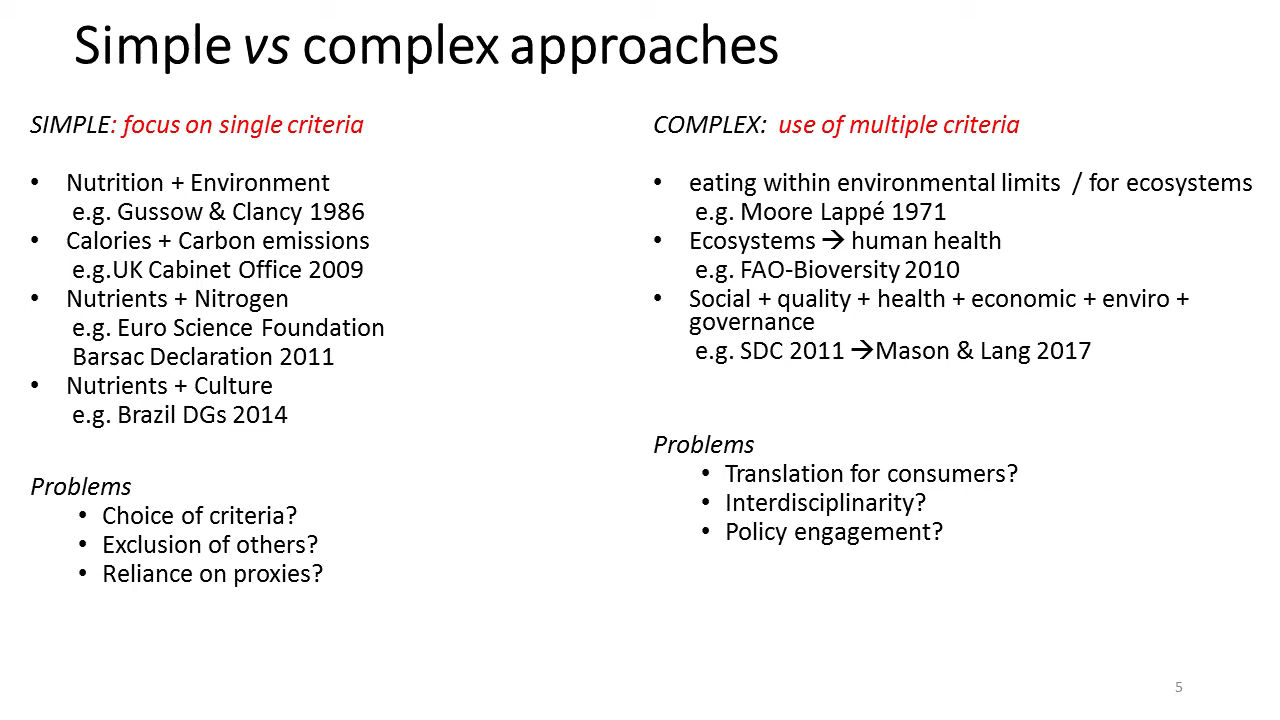 Simple vs complex approaches
SIMPLE: focus on single criteria
• Nutrition + Environment
e.g. Gussow & Clancy 1986
• Calories + Carbon emissions
e.g.UK Cabinet Office 2009
• Nutrients + Nitrogen
e.g. Euro Science Foundation
Barsac Declaration 2011
• Nutrients + Culture
e.g. Brazil DGs 2014
Problems
• Choice of criteria?
• Exclusion of others?
• Reliance on proxies?
COMPLEX: use of multiple criteria
• eating within environmental limits / for ecosystems
e.g. Moore Lappé 1971
• Ecosystems → human health
e.g. FAO-Bioversity 2010
• Social + quality + health + economic + enviro +
governance
e.g. SDC 2011 →Mason & Lang 2017
Problems
• Translation for consumers?
• Interdisciplinarity?
• Policy engagement?
5